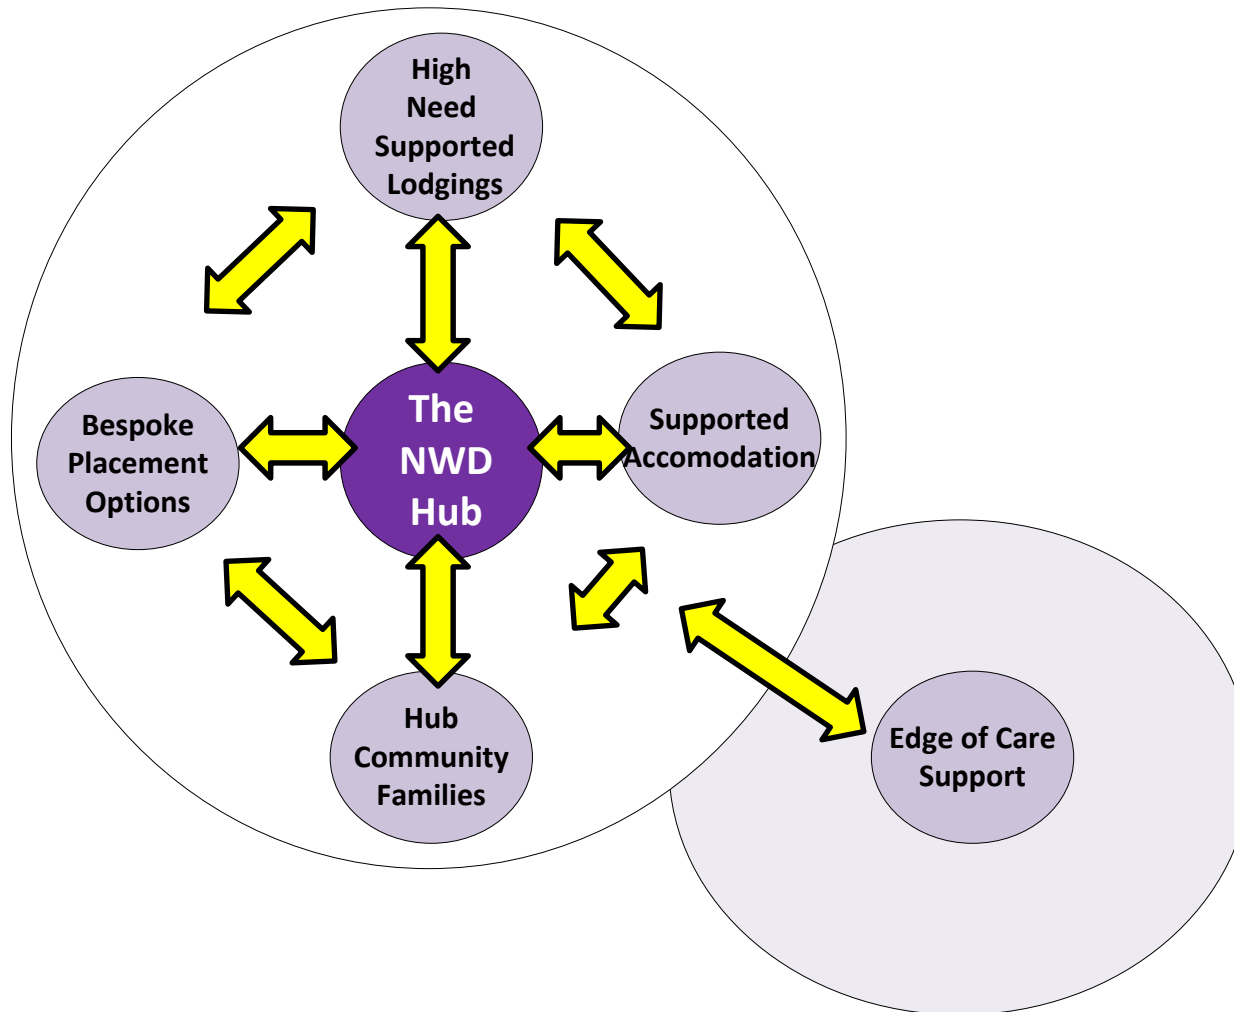 High
Need
Supported
Lodgings
Bespoke
Placement
Options
The
NWD
Hub
Supported
Accomodation
Hub
Community
Families
Edge of Care
Support